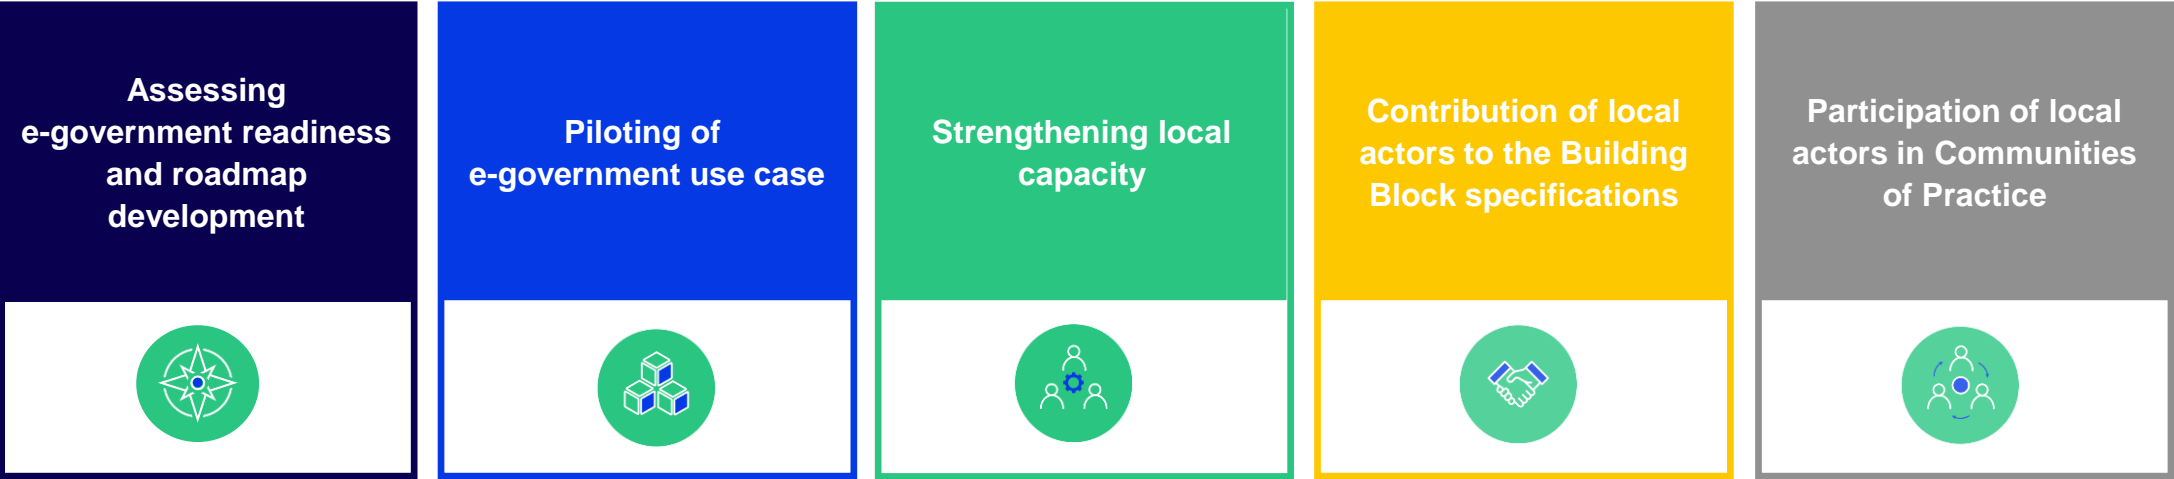 Assessing
e-government readiness
and roadmap
development
Piloting of
e-government use case
Strengthening local
capacity
Contribution of local
actors to the Building
Block specifications
Participation of local
actors in Communities
of Practice